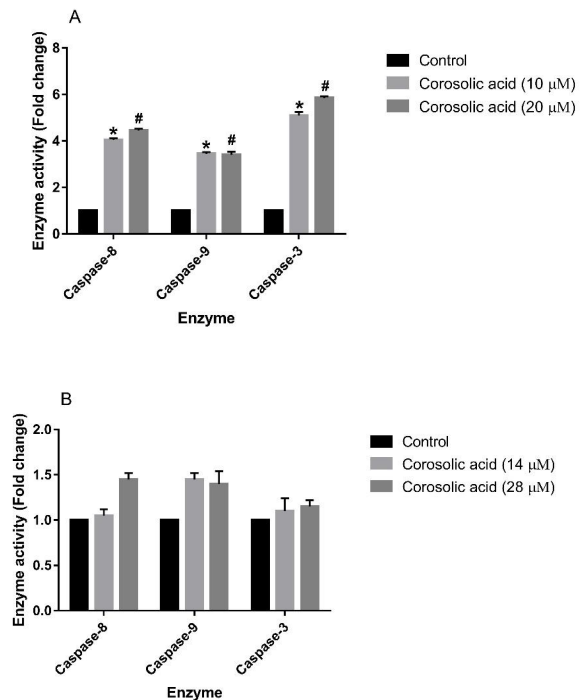 A
Enzyme activity (Fold change)
8
6
4
2
0
*
#
*
#
*
#
Caspase-8
Caspase-9
Caspase-3
Enzyme
Control
Corosolic acid (10 μM)
Corosolic acid (20 μM)
B
Enzyme activity (Fold change)
2.0
1.5
1.0
0.5
0.0
Caspase-8
Caspase-9
Caspase-3
Enzyme
Control
Corosolic acid (14 μM)
Corosolic acid (28 μM)